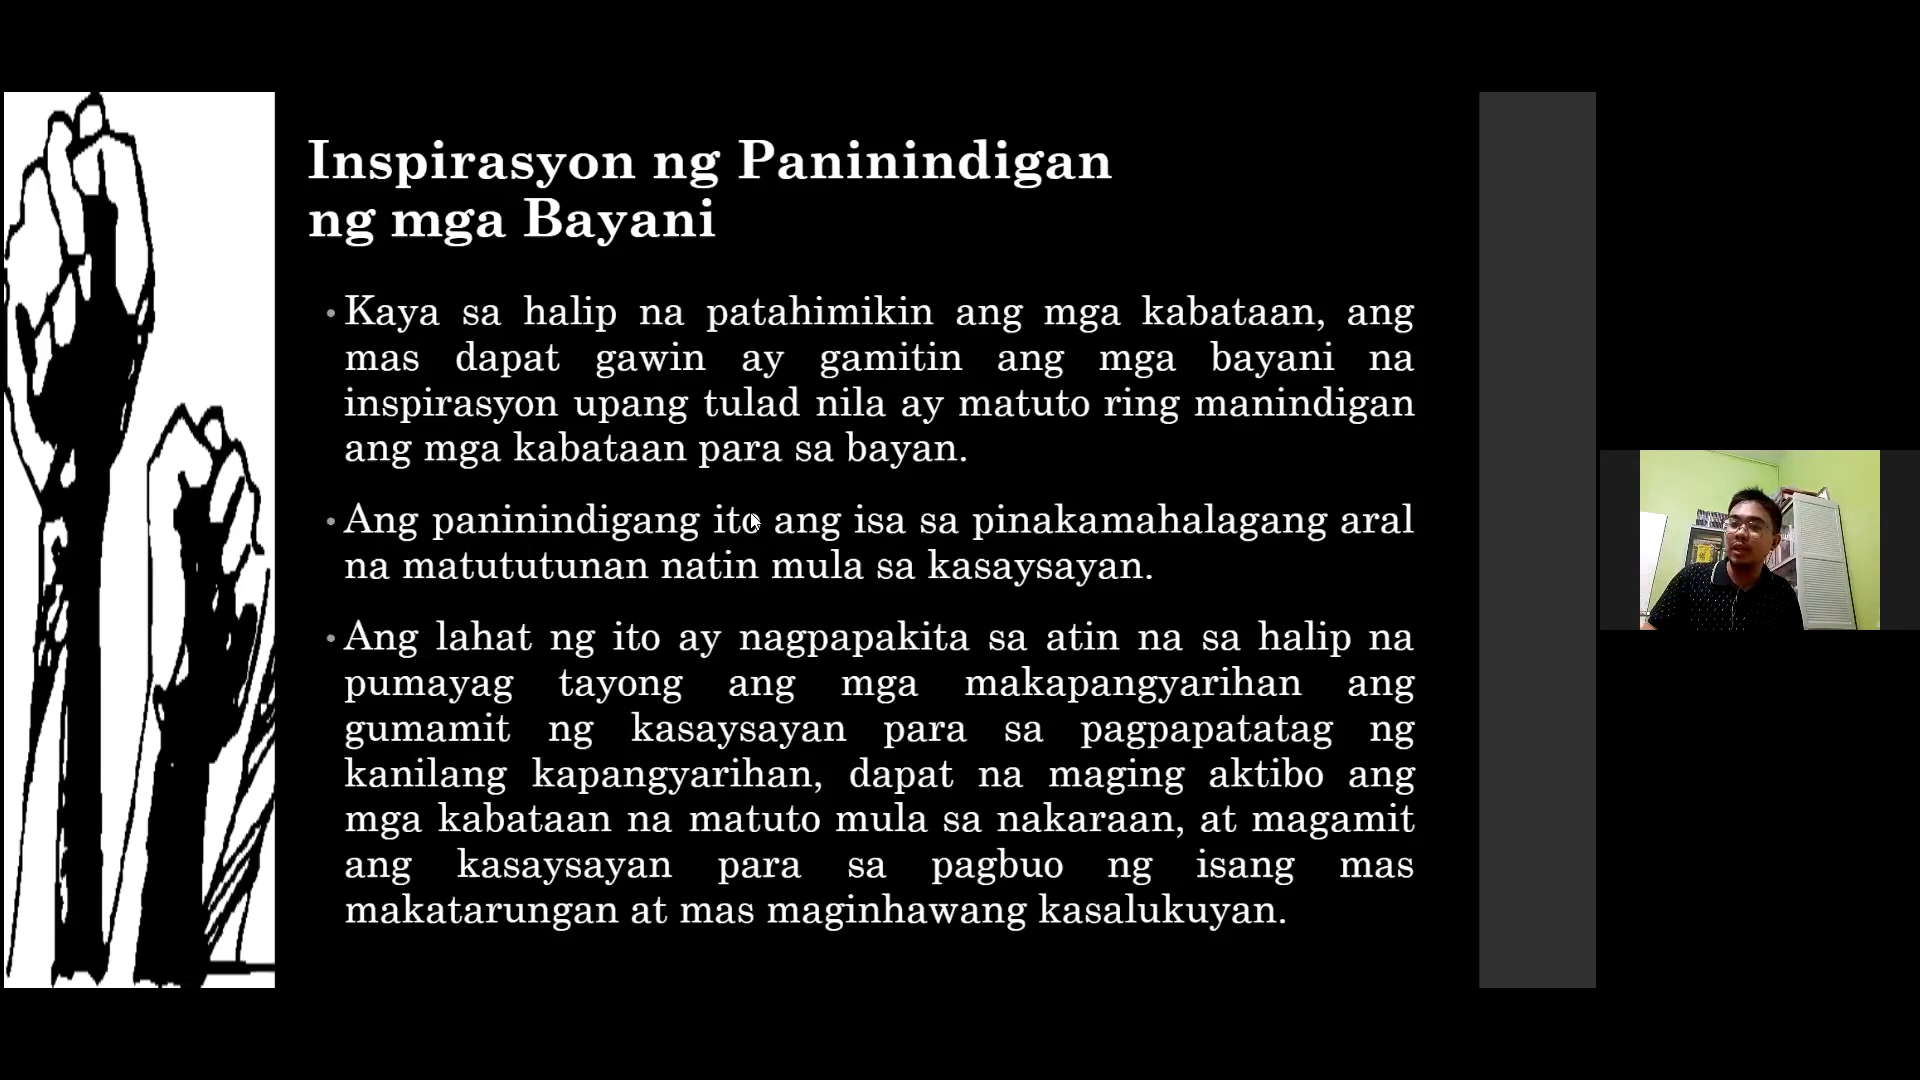 Inspirasyon ng Paninindigan
ng mga Bayani
• Kaya sa halip na patahimikin ang mga kabataan, ang
mas dapat gawin ay gamitin ang mga bayani na
inspirasyon upang tulad nila ay matuto ring manindigan
ang mga kabataan para sa bayan.
• Ang paninindigang ito ang isa sa pinakamahalagang aral
na matututunan natin mula sa kasaysayan.
• Ang lahat ng ito ay nagpapakita sa atin na sa halip na
pumayag tayong ang mga makapangyarihan ang
gumamit ng kasaysayan para sa pagpapatatag ng
kanilang kapangyarihan, dapat na maging aktibo ang
mga kabataan na matuto mula sa nakaraan, at magamit
ang kasaysayan para sa pagbuo ng isang mas
makatarungan at mas maginhawang kasalukuyan.